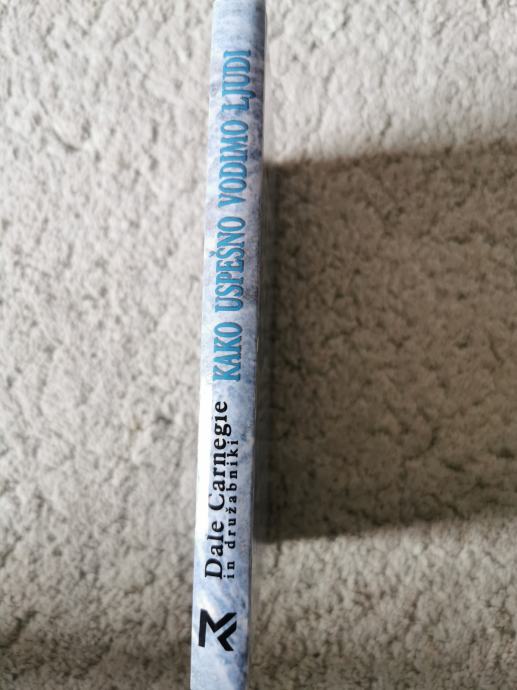 Dale Carnegie
in družabniki
KAKO USPEŠNO VODIMO LJUDI